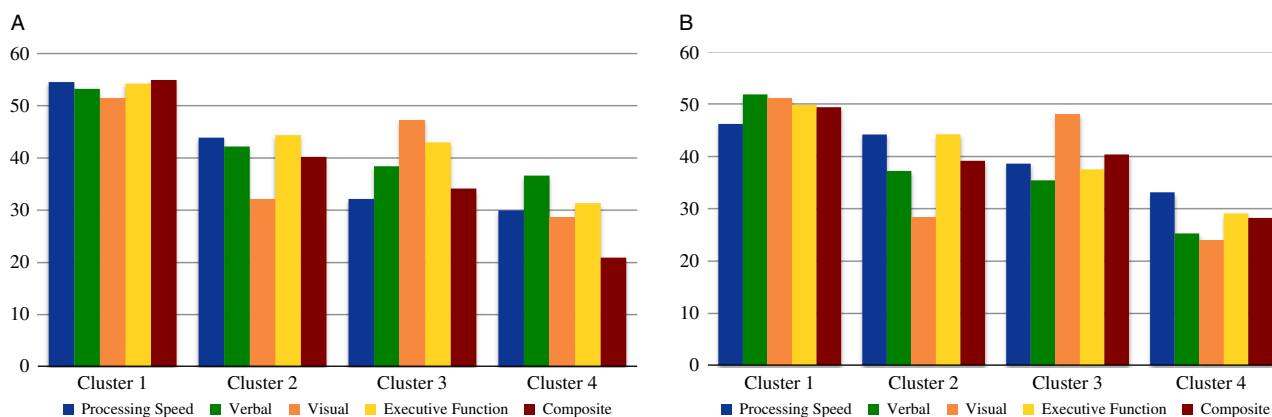 A
60
50
40
30
20
10
0
Cluster 1 Cluster 2 Cluster 3 Cluster 4
Processing Speed Verbal Visual Executive Function Composite
B
60
50
40
30
20
10
0
Cluster 1 Cluster 2 Cluster 3 Cluster 4
Processing Speed Verbal Visual Executive Function Composite